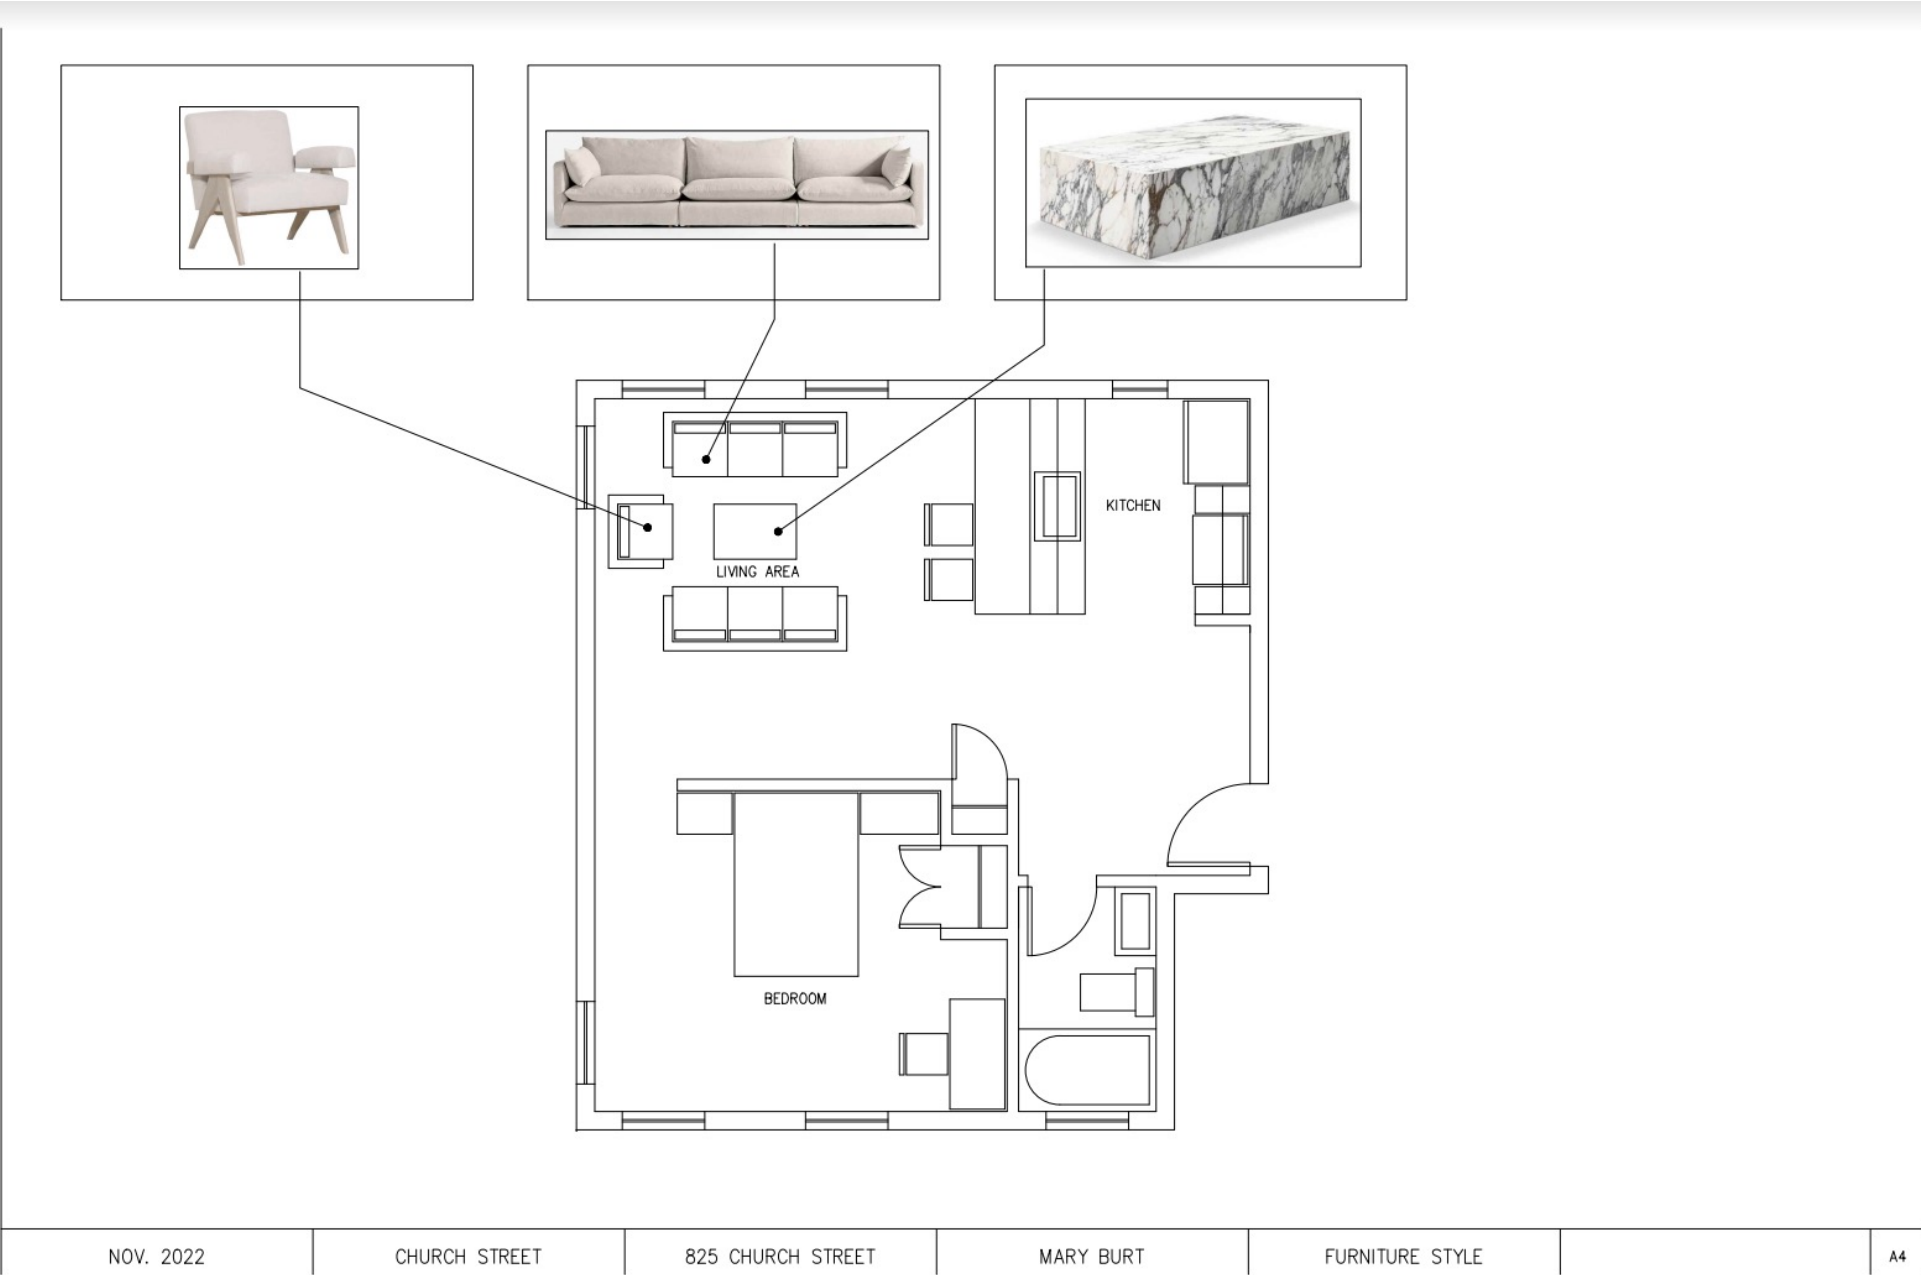 KITCHEN
LIVING AREA
BEDROOM
NOV. 2022
CHURCH STREET
825 CHURCH STREET
MARY BURT
FURNITURE STYLE
A4